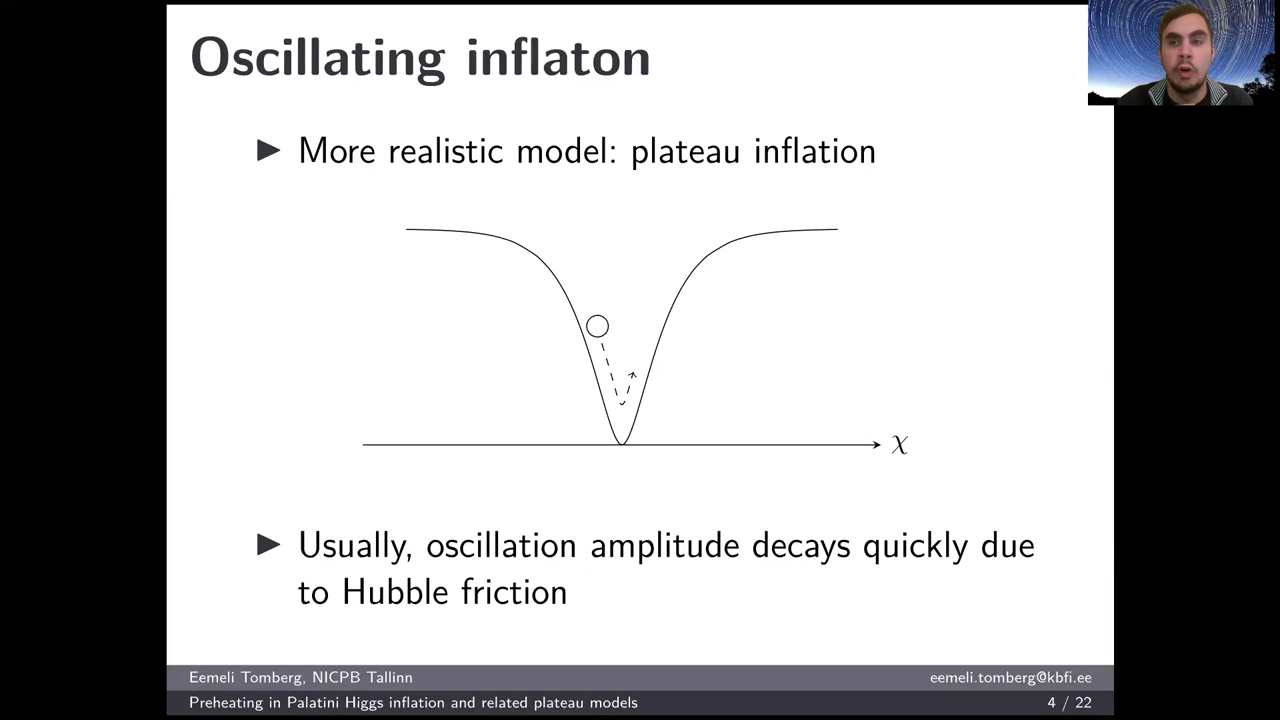 Oscillating inflaton
▶ More realistic model: plateau inflation
χ
▶ Usually, oscillation amplitude decays quickly due
to Hubble friction
Eemeli Tomberg, NICPB Tallinn eemeli.tomberg@kbfi.ee
Preheating in Palatini Higgs inflation and related plateau models 4 / 22